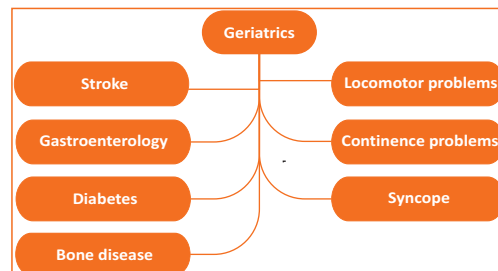 Geriatrics
Stroke
Gastroenterology
Diabetes
Bone disease
Locomotor problems
Continence problems
Syncope